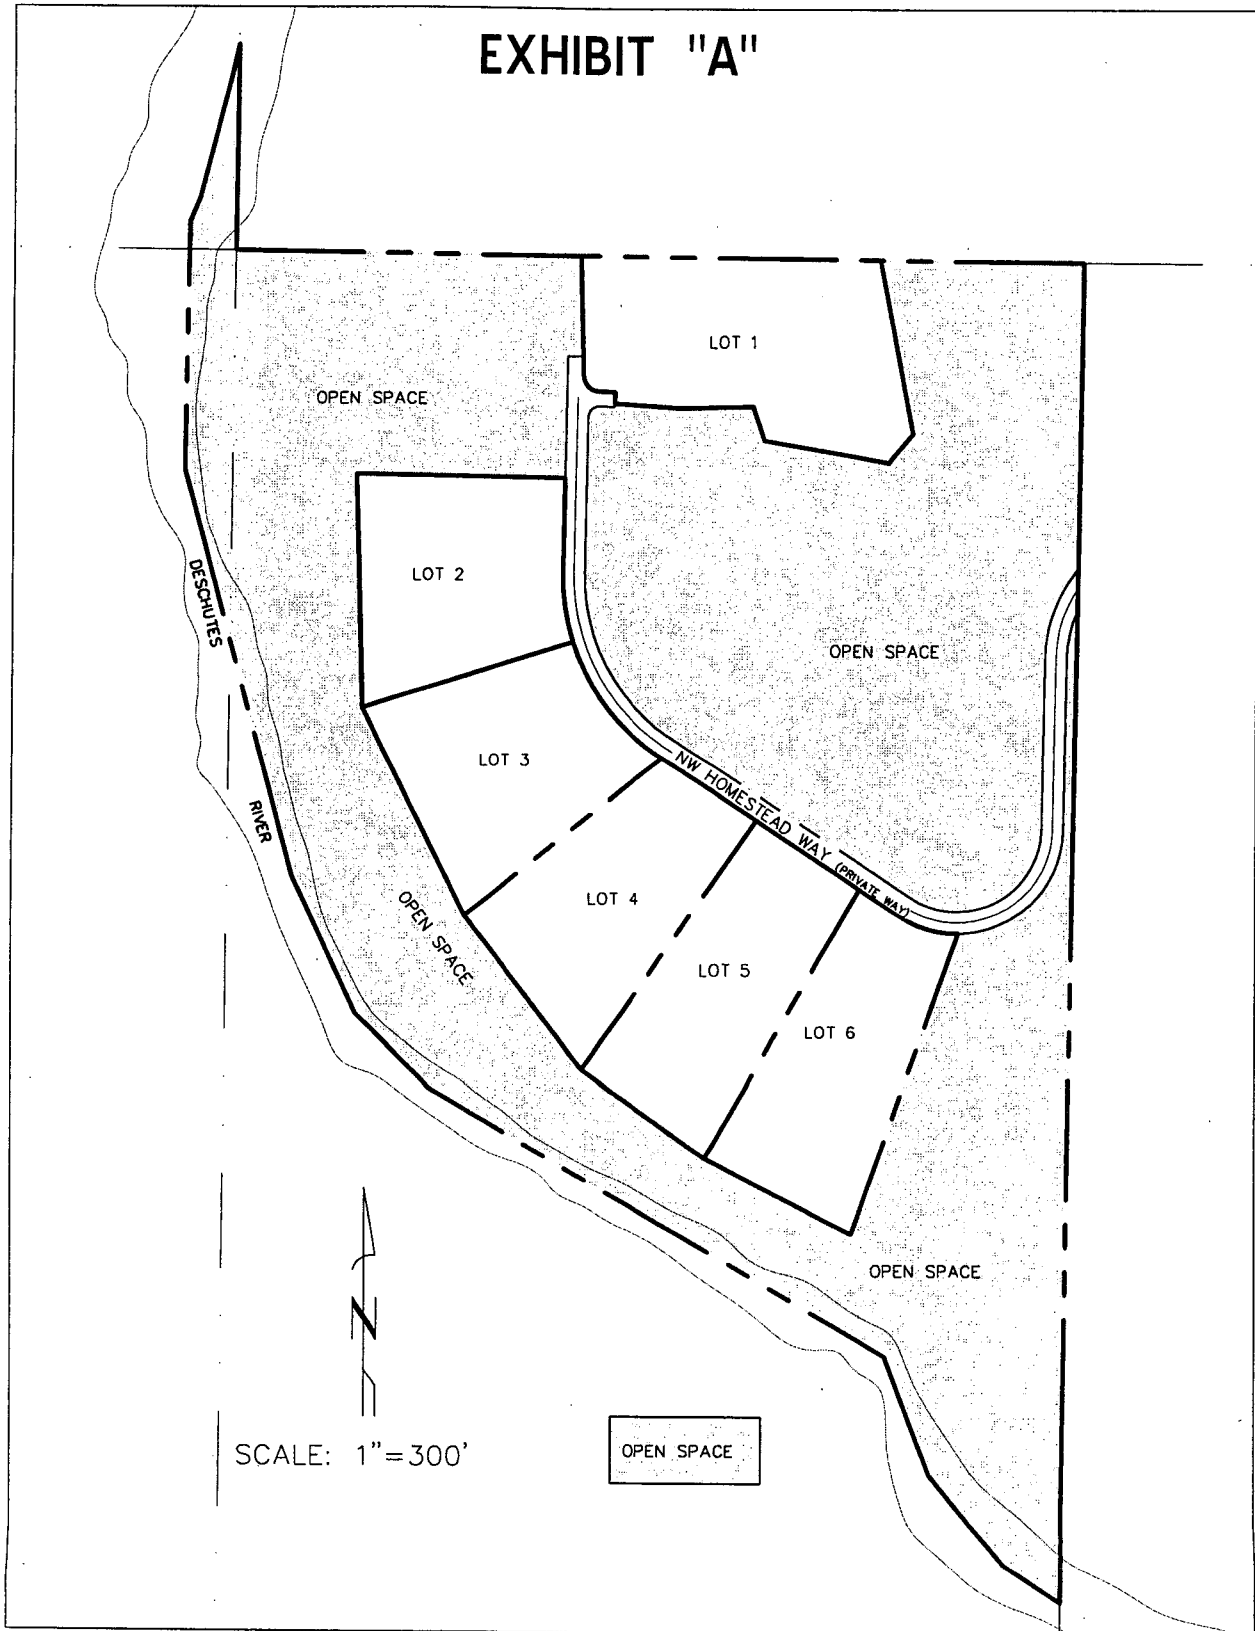 EXHIBIT "A"
LOT 1
OPEN SPACE
LOT 2
DESCHUTES
OPEN SPACE
LOT 3
NW HOMESTEAD WAY (PRIVATE WAY)
RIVER
LOT 4
OPEN SPACE
LOT 5
LOT 6
OPEN SPACE
N
SCALE: 1"=300'
OPEN SPACE